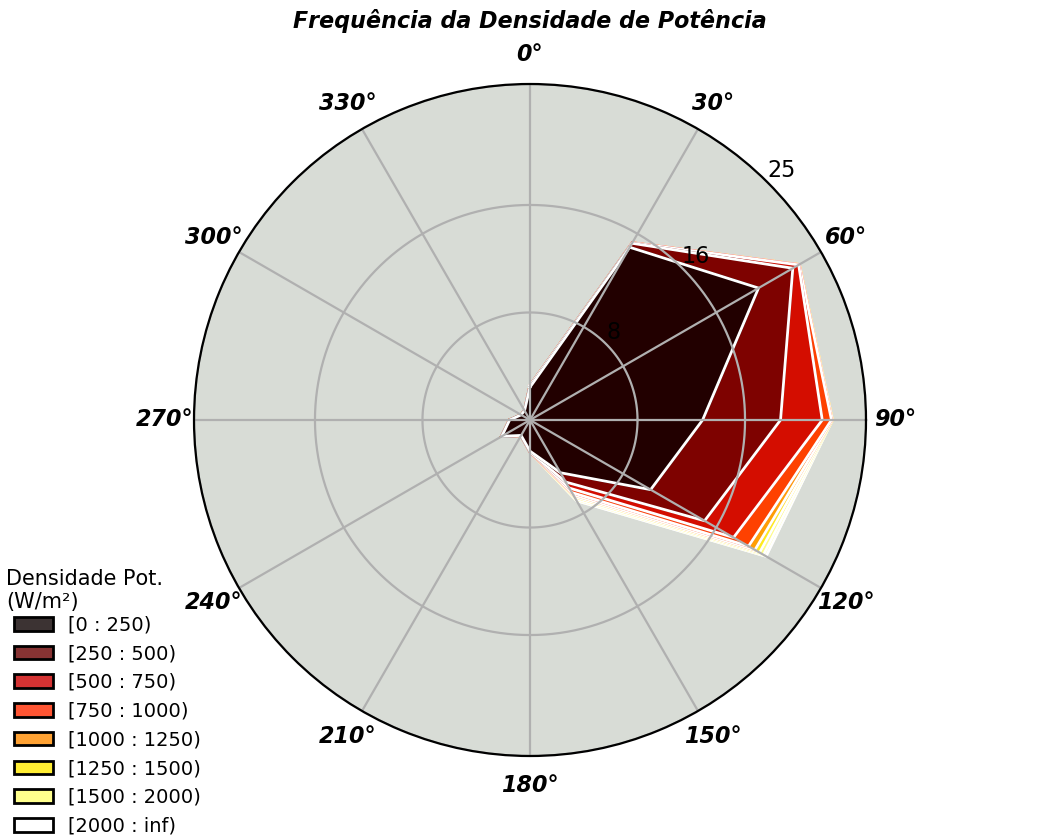 Frequência da Densidade de Potência
0°
330°
30°
25
300°
60°
16
8
270°
90°
Densidade Pot.
(W/m²)
240°
120°
[0 : 250)
[250 : 500)
[500 : 750)
[750 : 1000)
[1000 : 1250)
[1250 : 1500)
[1500 : 2000)
[2000 : inf)
210°
150°
180°